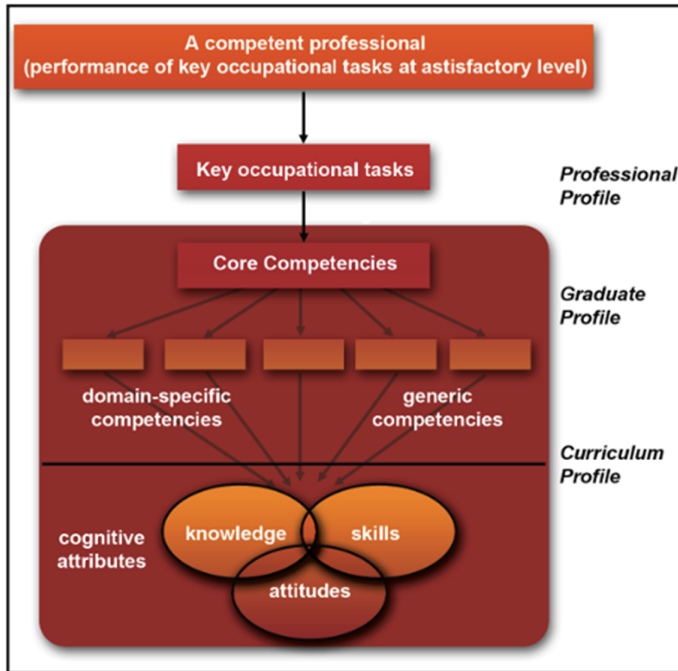 A competent professional
(performance of key occupational tasks at astisfactory level)
Key occupational tasks
Professional
Profile
Core Competencies
Graduate
Profile
domain-specific
competencies
generic
competencies
Curriculum
Profile
cognitive
attributes
knowledge
skills
attitudes